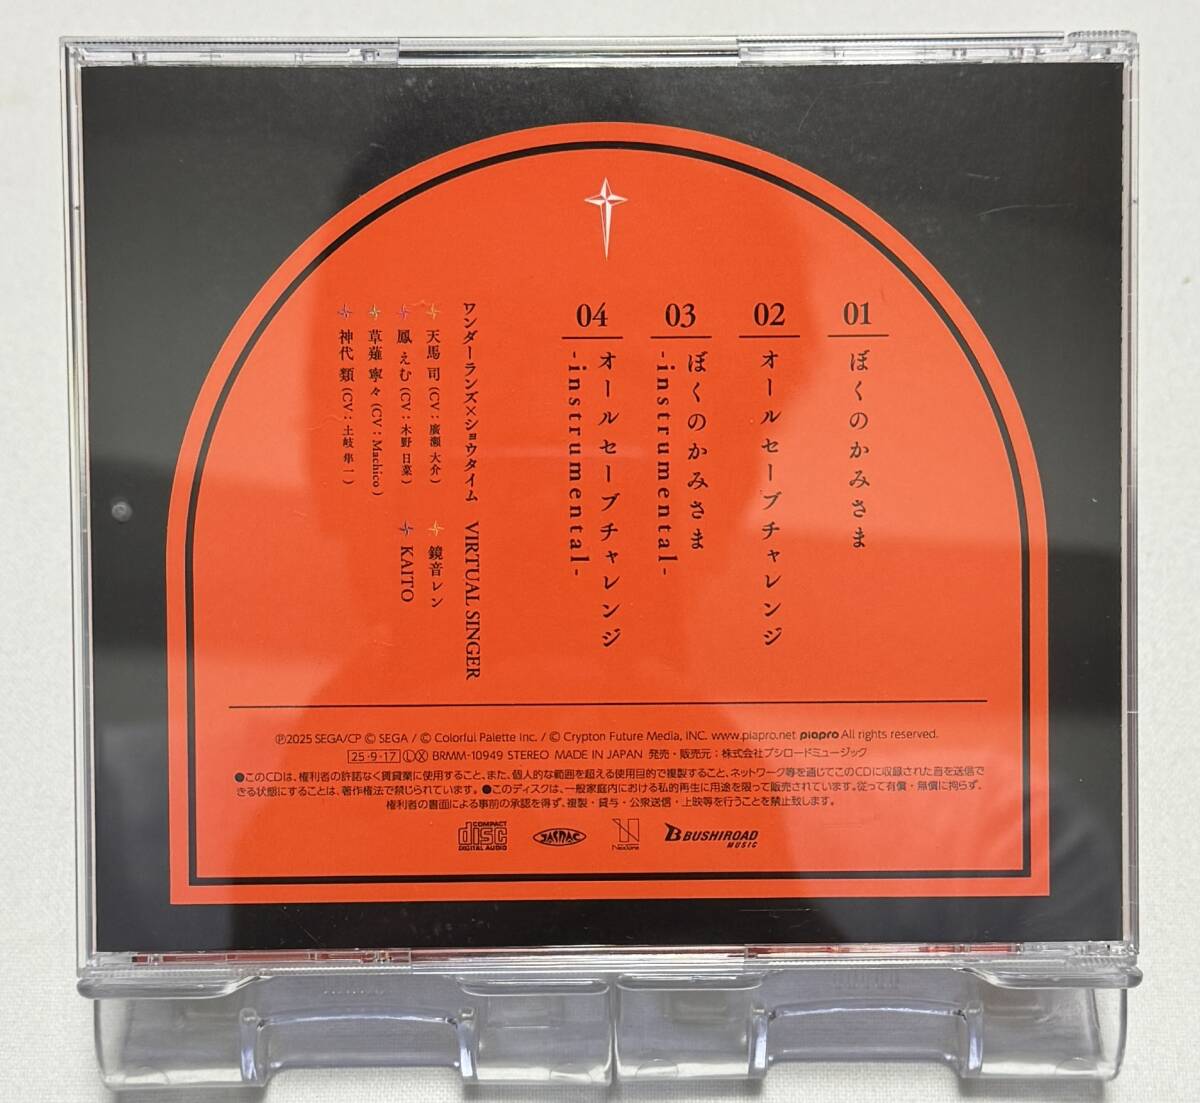 01
ぼくのかみさま
02
オールセーブチャレンジ
03
ぼくのかみさま
-instrumental-
04
オールセーブチャレンジ
-instrumental-
ワンダーランズ×ショウタイム
天馬 司(CV:廣瀬 大介)
鳳 えむ(CV:木野 日菜)
草薙 寧々(CV:Machico)
神代 類(CV:土岐 隼一)
VIRTUAL SINGER
鏡音レン
KAITO
Ⓟ2025 SEGA/CP © SEGA / © Colorful Palette Inc. / © Crypton Future Media, INC. www.piapro.net piapro All rights reserved.
25・9・17 Ⓛ Ⓧ BRMM-10949 STEREO MADE IN JAPAN 発売・販売元:株式会社ブシロードミュージック
●このCDは、権利者の許諾なく賃貸業に使用すること、また、個人的な範囲を超える使用目的で複製すること、ネットワーク等を通じてこのCDに収録された音を送信で
きる状態にすることは、著作権法で禁じられています。●このディスクは、一般家庭内における私的再生に用途を限って販売されています。従って有償・無償に拘らず、
権利者の書面による事前の承認を得ず、複製・貸与・公衆送信・上映等を行うことを禁止致します。
COMPACT
disc
DIGITAL AUDIO
JASRAC
NexTone
BUSHIROAD
MUSIC